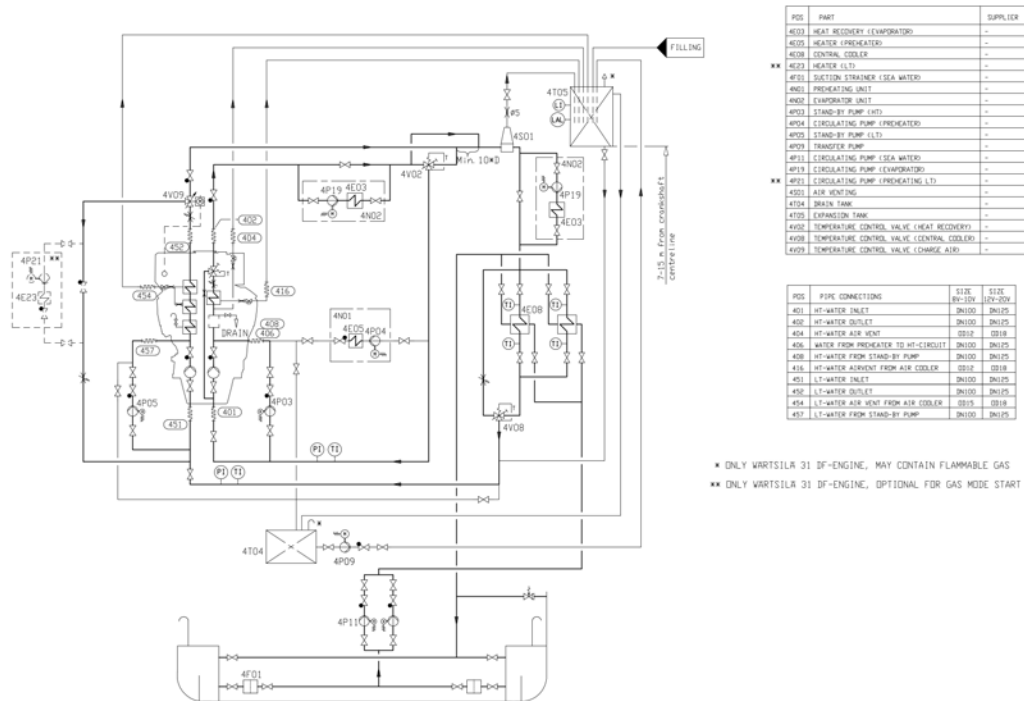 FILLING
*
4T05
LI
LAL
ø5
4S01
4N02
4P19
4E03
Min. 10*D
4V02
4P19 4E03
4N02
4V09
402
404
452
7-15 m from crankshaft
centreline
**
4P21
4E23
454
416
TI TI
4E08
TI TI
DRAIN
408
406
4N01
4E05 4P04
457
4P05
4P03
401
451
4V08
PI TI
PI TI
*
4T04
4P09
4P11
4F01
POS PART SUPPLIER
4E03 HEAT RECOVERY (EVAPORATOR) -
4E05 HEATER (PREHEATER) -
4E08 CENTRAL COOLER -
** 4E23 HEATER (LT) -
4F01 SUCTION STRAINER (SEA WATER) -
4N01 PREHEATING UNIT -
4N02 EVAPORATOR UNIT -
4P03 STAND-BY PUMP (HT) -
4P04 CIRCULATING PUMP (PREHEATER) -
4P05 STAND-BY PUMP (LT) -
4P09 TRANSFER PUMP -
4P11 CIRCULATING PUMP (SEA WATER) -
4P19 CIRCULATING PUMP (EVAPORATOR) -
** 4P21 CIRCULATING PUMP (PREHEATING LT) -
4S01 AIR VENTING -
4T04 DRAIN TANK -
4T05 EXPANSION TANK -
4V02 TEMPERATURE CONTROL VALVE (HEAT RECOVERY) -
4V08 TEMPERATURE CONTROL VALVE (CENTRAL COOLER) -
4V09 TEMPERATURE CONTROL VALVE (CHARGE AIR) -
POS PIPE CONNECTIONS SIZE 8V-10V SIZE 12V-20V
401 HT-WATER INLET DN100 DN125
402 HT-WATER OUTLET DN100 DN125
404 HT-WATER AIR VENT OD12 OD18
406 WATER FROM PREHEATER TO HT-CIRCUIT DN100 DN125
408 HT-WATER FROM STAND-BY PUMP DN100 DN125
416 HT-WATER AIRVENT FROM AIR COOLER OD12 OD18
451 LT-WATER INLET DN100 DN125
452 LT-WATER OUTLET DN100 DN125
454 LT-WATER AIR VENT FROM AIR COOLER OD15 OD18
457 LT-WATER FROM STAND-BY PUMP DN100 DN125
* ONLY WÄRTSILÄ 31 DF-ENGINE, MAY CONTAIN FLAMMABLE GAS
** ONLY WÄRTSILÄ 31 DF-ENGINE, OPTIONAL FOR GAS MODE START